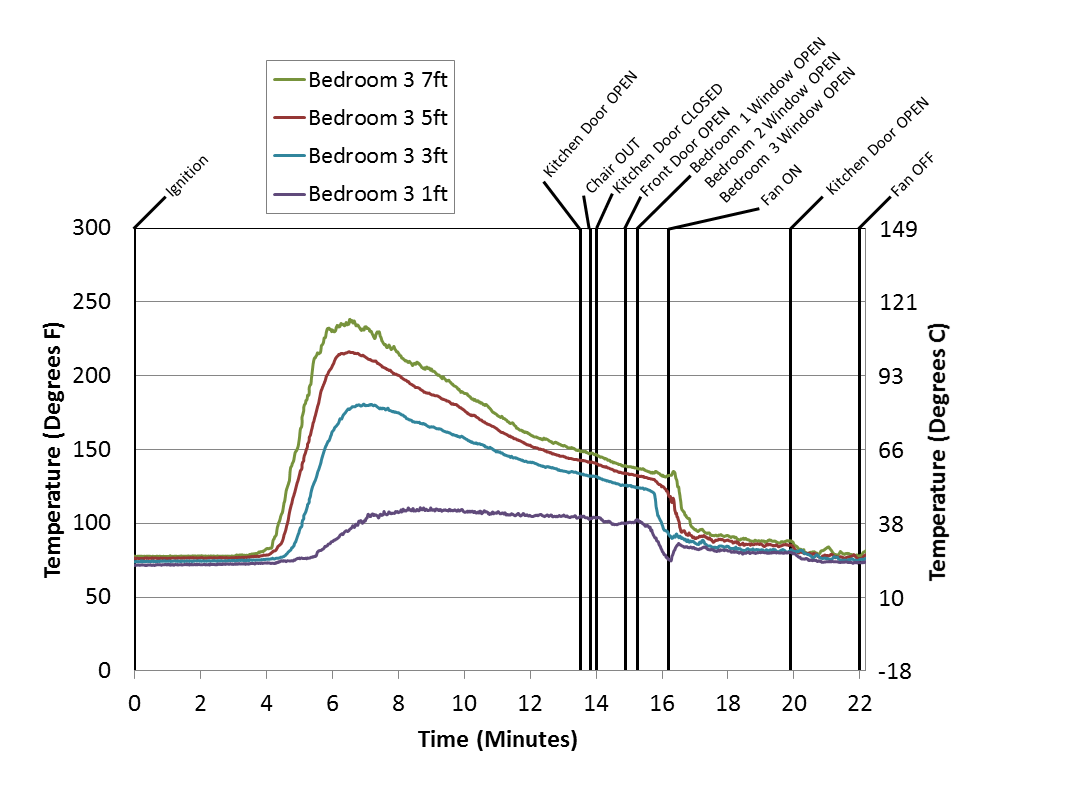 Bedroom 3 7ft
Bedroom 3 5ft
Bedroom 3 3ft
Bedroom 3 1ft
Ignition
Kitchen Door OPEN
Chair OUT
Kitchen Door CLOSED
Front Door OPEN
Bedroom 1 Window OPEN
Bedroom 2 Window OPEN
Bedroom 3 Window OPEN
Fan ON
Kitchen Door OPEN
Fan OFF
Temperature (Degrees F)
300
250
200
150
100
50
0
149
121
93
66
38
10
-18
Temperature (Degrees C)
0 2 4 6 8 10 12 14 16 18 20 22
Time (Minutes)